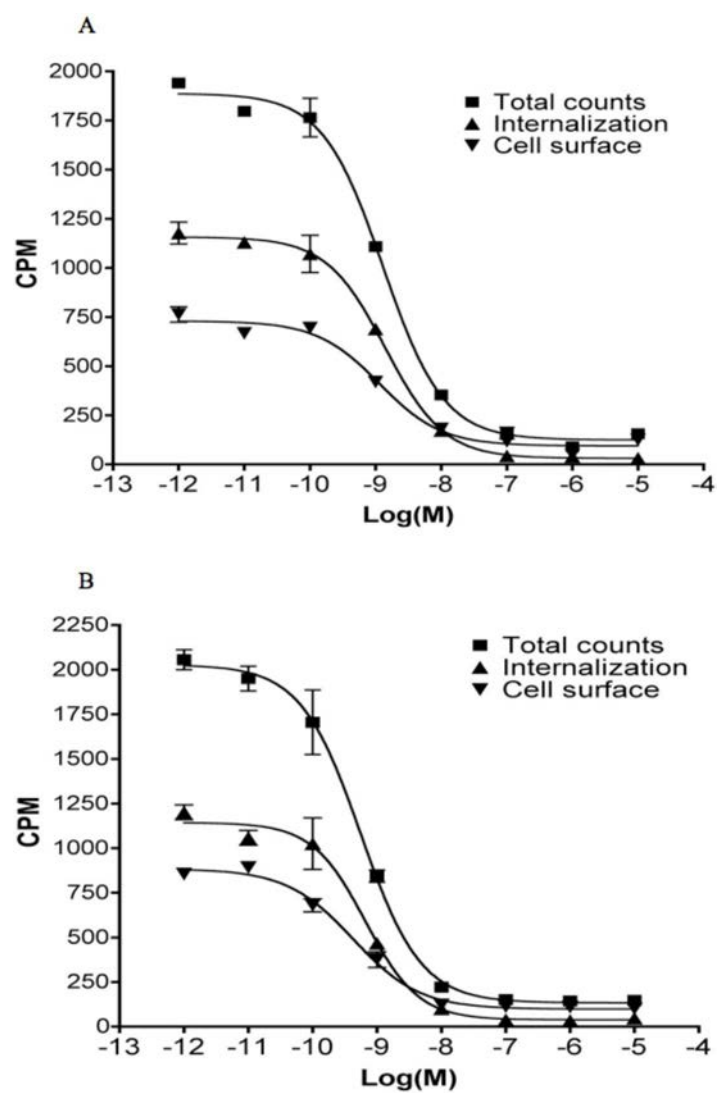 A
2000
1750
1500
1250
1000
750
500
250
0
CPM
Total counts
Internalization
Cell surface
-13 -12 -11 -10 -9 -8 -7 -6 -5 -4
Log(M)
B
2250
2000
1750
1500
1250
1000
750
500
250
0
CPM
Total counts
Internalization
Cell surface
-13 -12 -11 -10 -9 -8 -7 -6 -5 -4
Log(M)